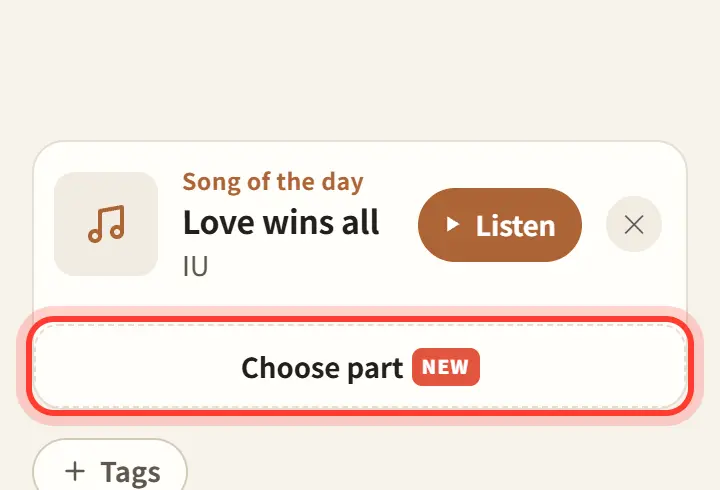 Song of the day
Love wins all
IU
Listen
Choose part NEW
+ Tags